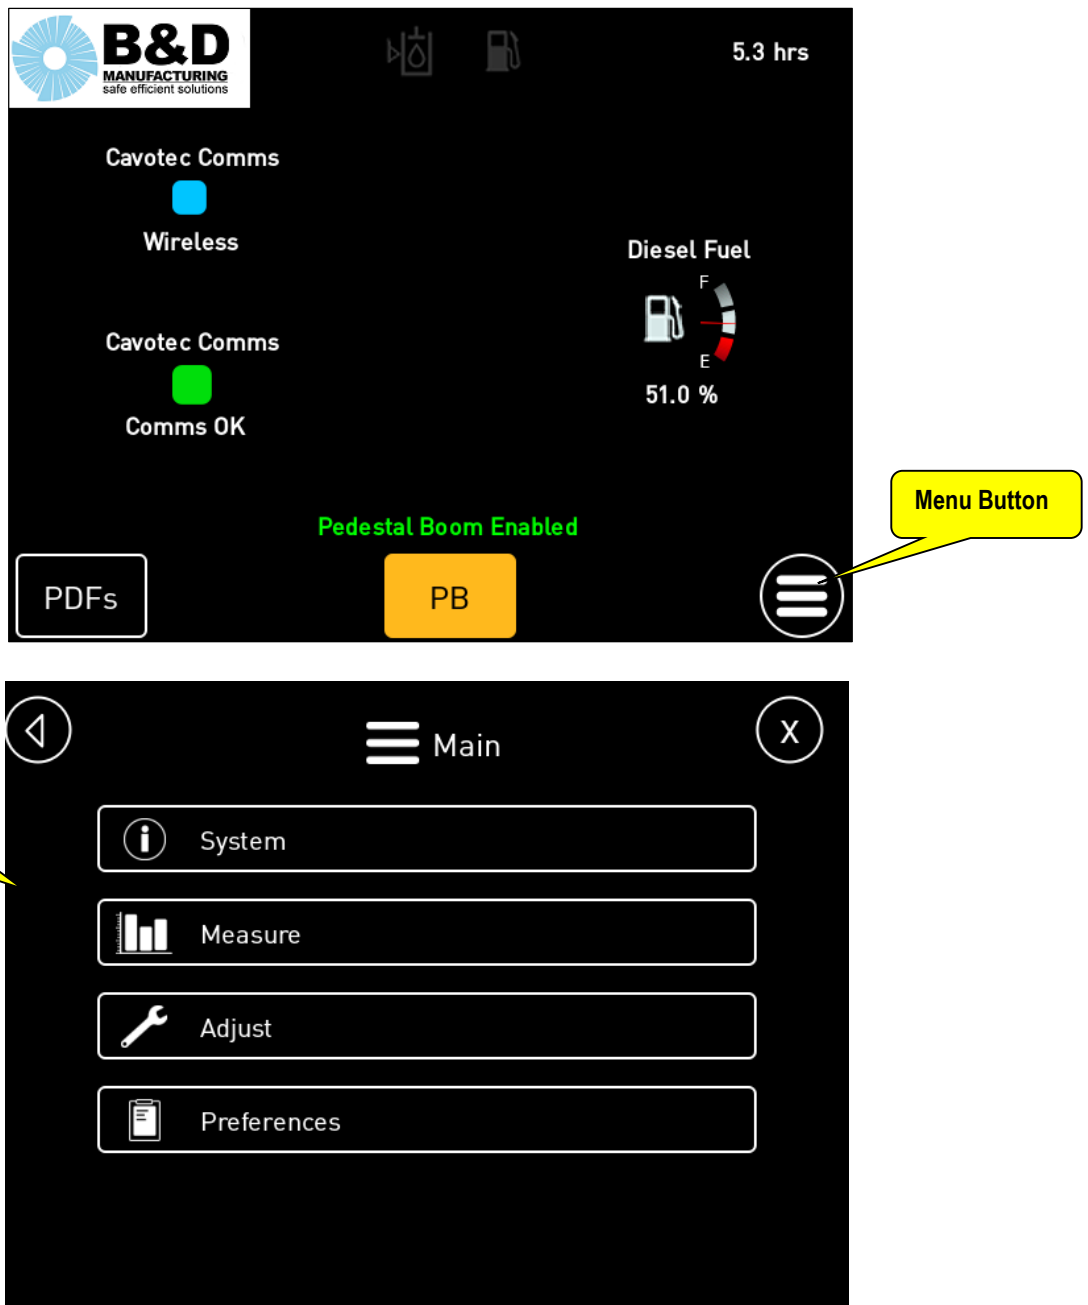 B&D
MANUFACTURING
safe efficient solutions
5.3 hrs
Cavotec Comms
Wireless
Diesel Fuel
F
E
51.0 %
Cavotec Comms
Comms OK
Menu Button
Pedestal Boom Enabled
PDFs
PB
Main
X
System
Measure
Adjust
Preferences